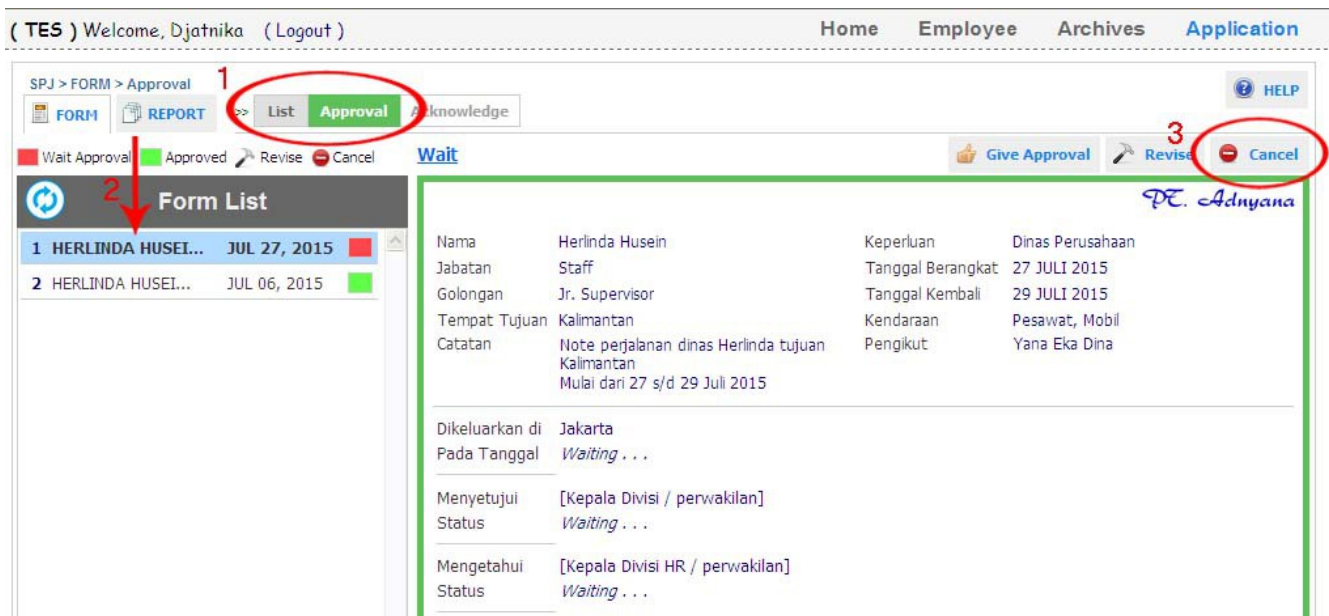 ( TES ) Welcome, Djatnika ( Logout ) Home Employee Archives Application
SPJ > FORM > Approval 1
FORM REPORT >> List Approval Acknowledge HELP
Wait Approval Approved Revise Cancel Wait Give Approval Revise 3 Cancel
2 Form List
PT. Adnyana
1 HERLINDA HUSEI... JUL 27, 2015
2 HERLINDA HUSEI... JUL 06, 2015
Nama Herlinda Husein Keperluan Dinas Perusahaan
Jabatan Staff Tanggal Berangkat 27 JULI 2015
Golongan Jr. Supervisor Tanggal Kembali 29 JULI 2015
Tempat Tujuan Kalimantan Kendaraan Pesawat, Mobil
Catatan Note perjalanan dinas Herlinda tujuan Pengikut Yana Eka Dina
Kalimantan
Mulai dari 27 s/d 29 Juli 2015
Dikeluarkan di Jakarta
Pada Tanggal Waiting . . .
Menyetujui [Kepala Divisi / perwakilan]
Status Waiting . . .
Mengetahui [Kepala Divisi HR / perwakilan]
Status Waiting . . .